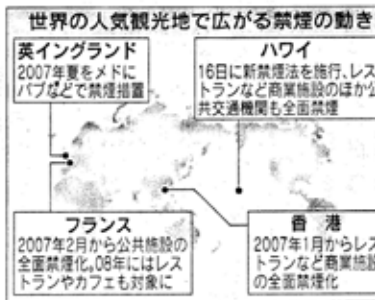 世界の人気観光地で広がる禁煙の動き
英イングランド
2007年夏をメドに
パブなどで禁煙措置
ハワイ
16日に新禁煙法を施行、レス
トランなど商業施設のほか公
共交通機関も全面禁煙
フランス
2007年2月から公共施設の
全面禁煙化。08年にはレス
トランやカフェも対象に
香港
2007年1月からレス
トランなど商業施設
の全面禁煙化